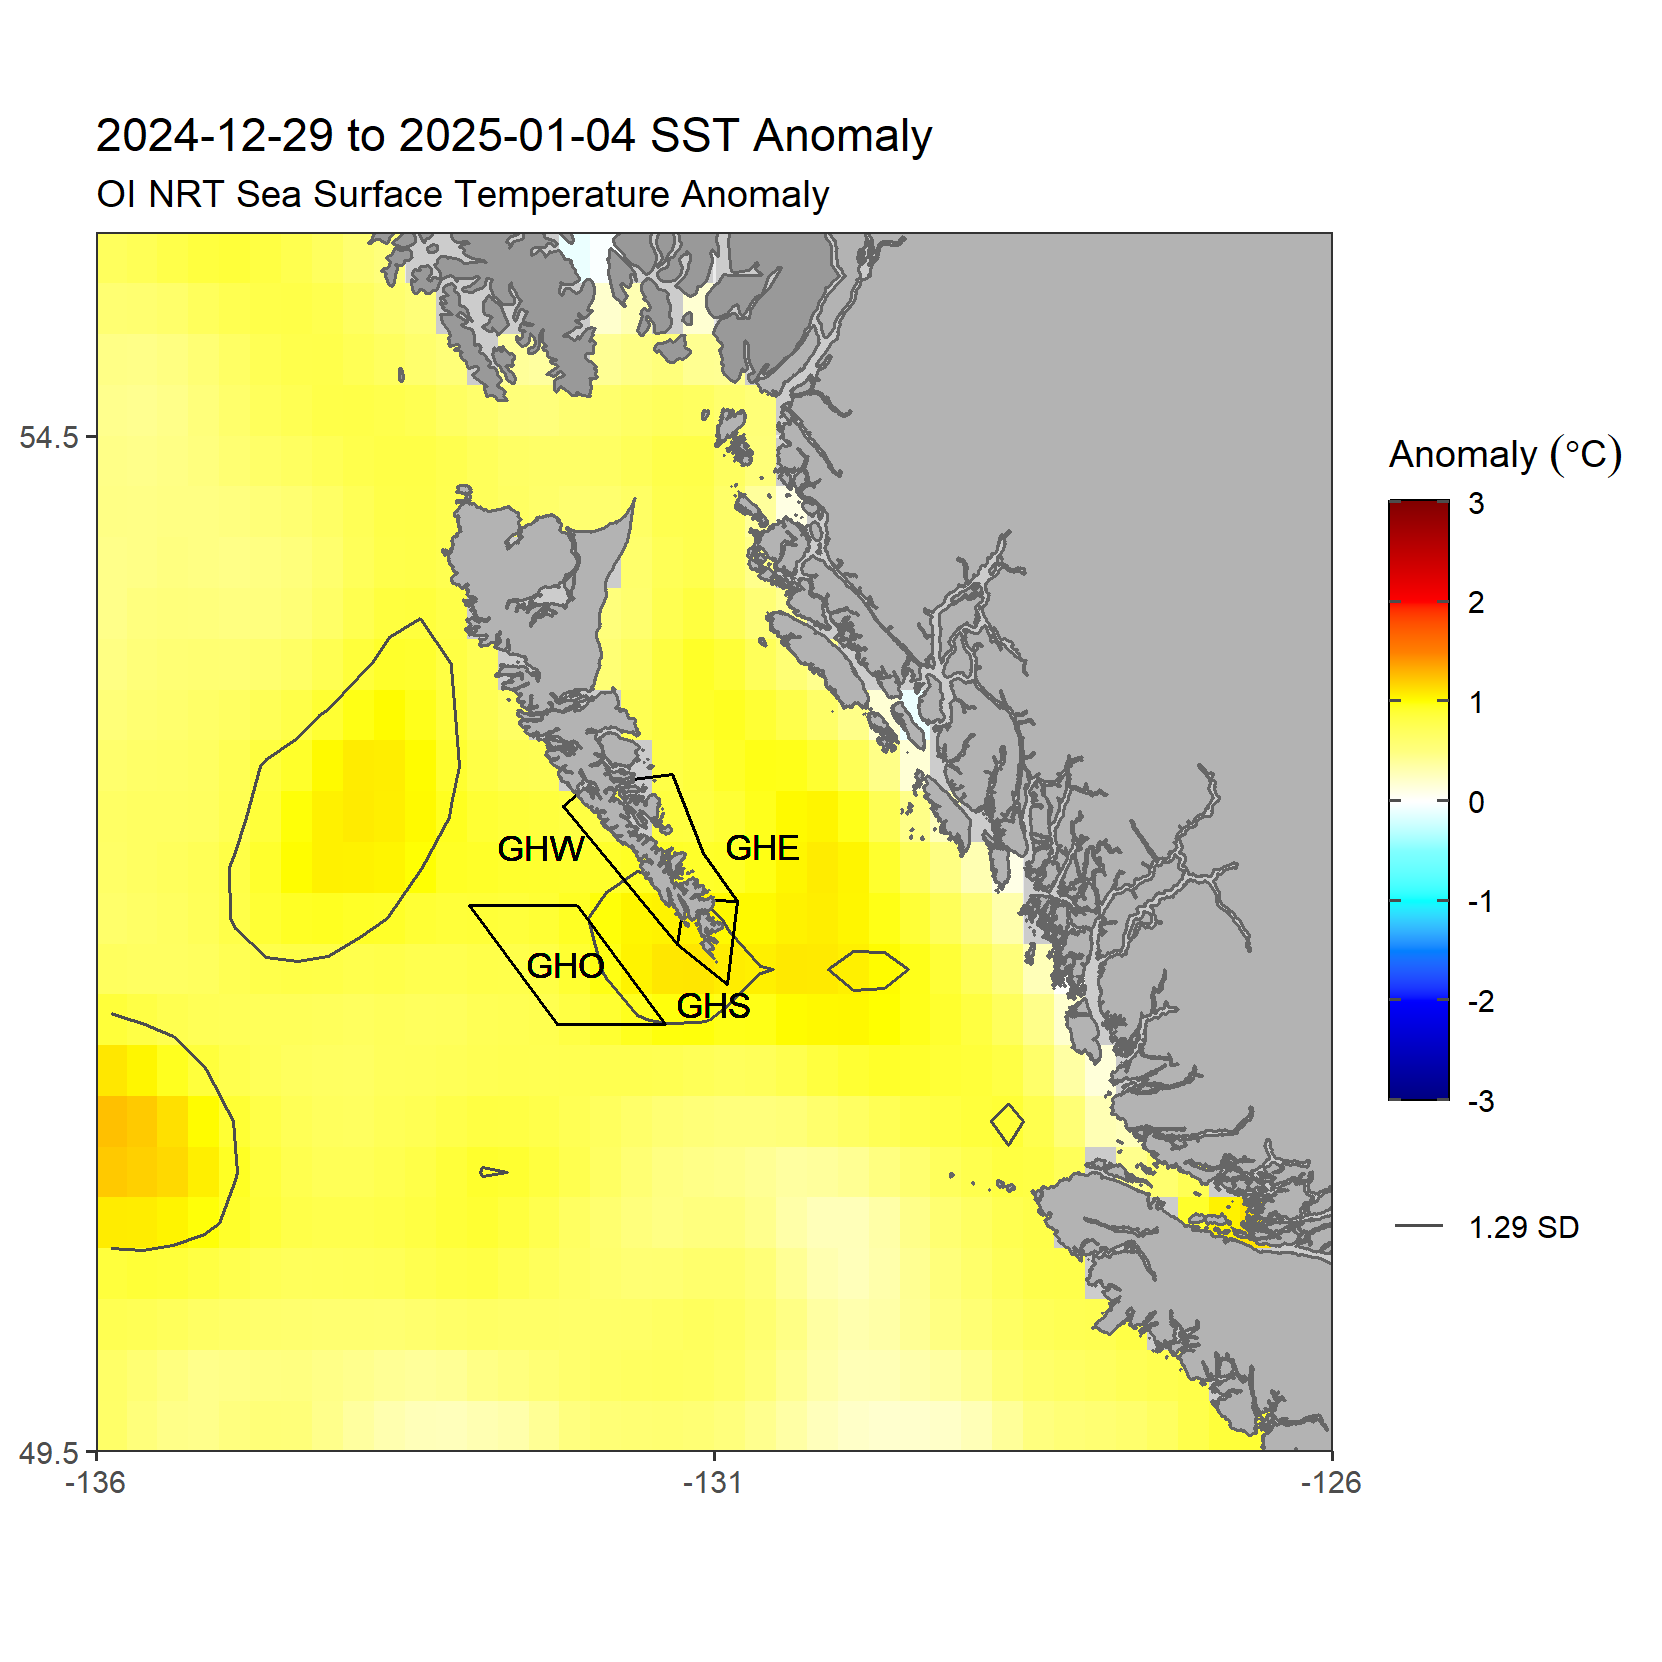 2024-12-29 to 2025-01-04 SST Anomaly
OI NRT Sea Surface Temperature Anomaly
54.5
49.5
-136
-131
-126
GHW
GHE
GHO
GHS
Anomaly (°C)
3
2
1
0
-1
-2
-3
1.29 SD